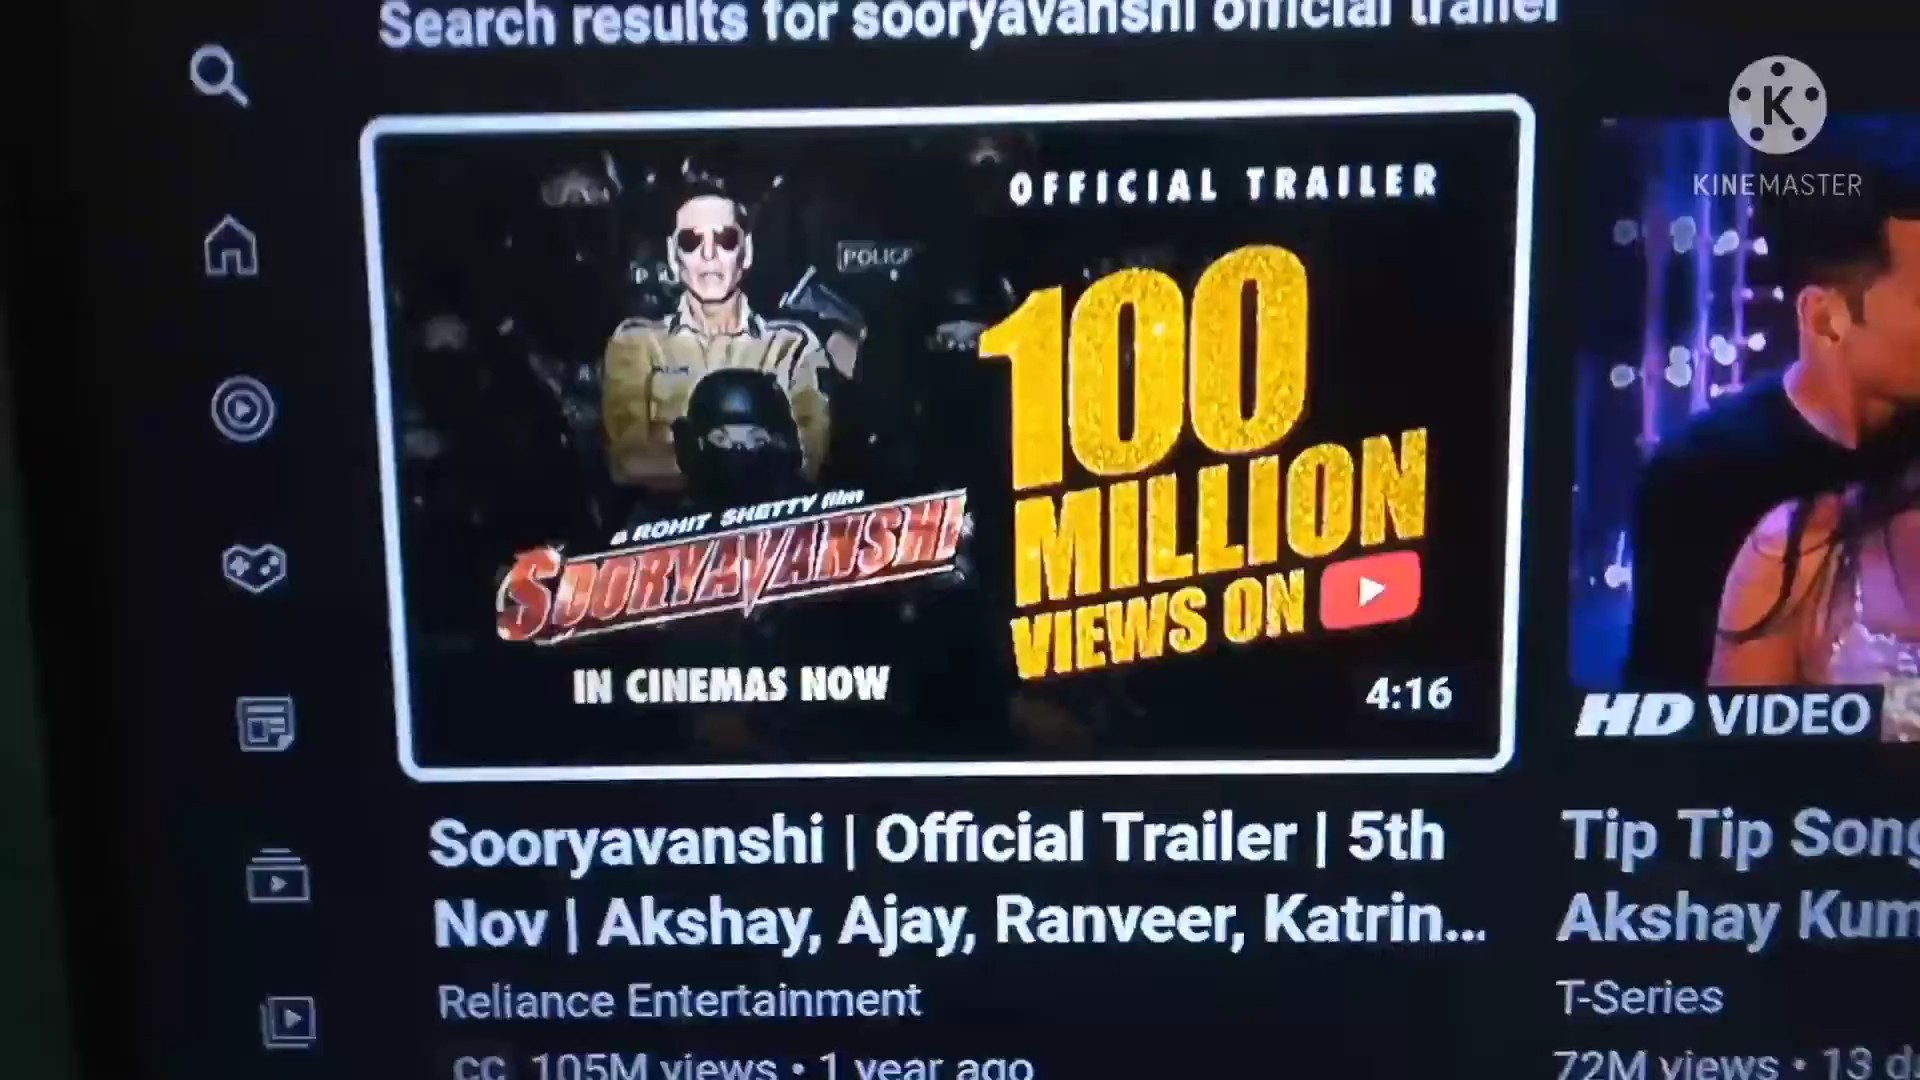 Search results for sooryavanshi official trailer
K
KINEMASTER
OFFICIAL TRAILER
POLICE
100
MILLION
VIEWS ON
A ROHIT SHETTY film
SOORYAVANSHI
IN CINEMAS NOW
4:16
HD VIDEO
Sooryavanshi | Official Trailer | 5th
Nov | Akshay, Ajay, Ranveer, Katrin...
Reliance Entertainment
CC 105M views • 1 year ago
Tip Tip Song
Akshay Kum
T-Series
72M views • 13 d